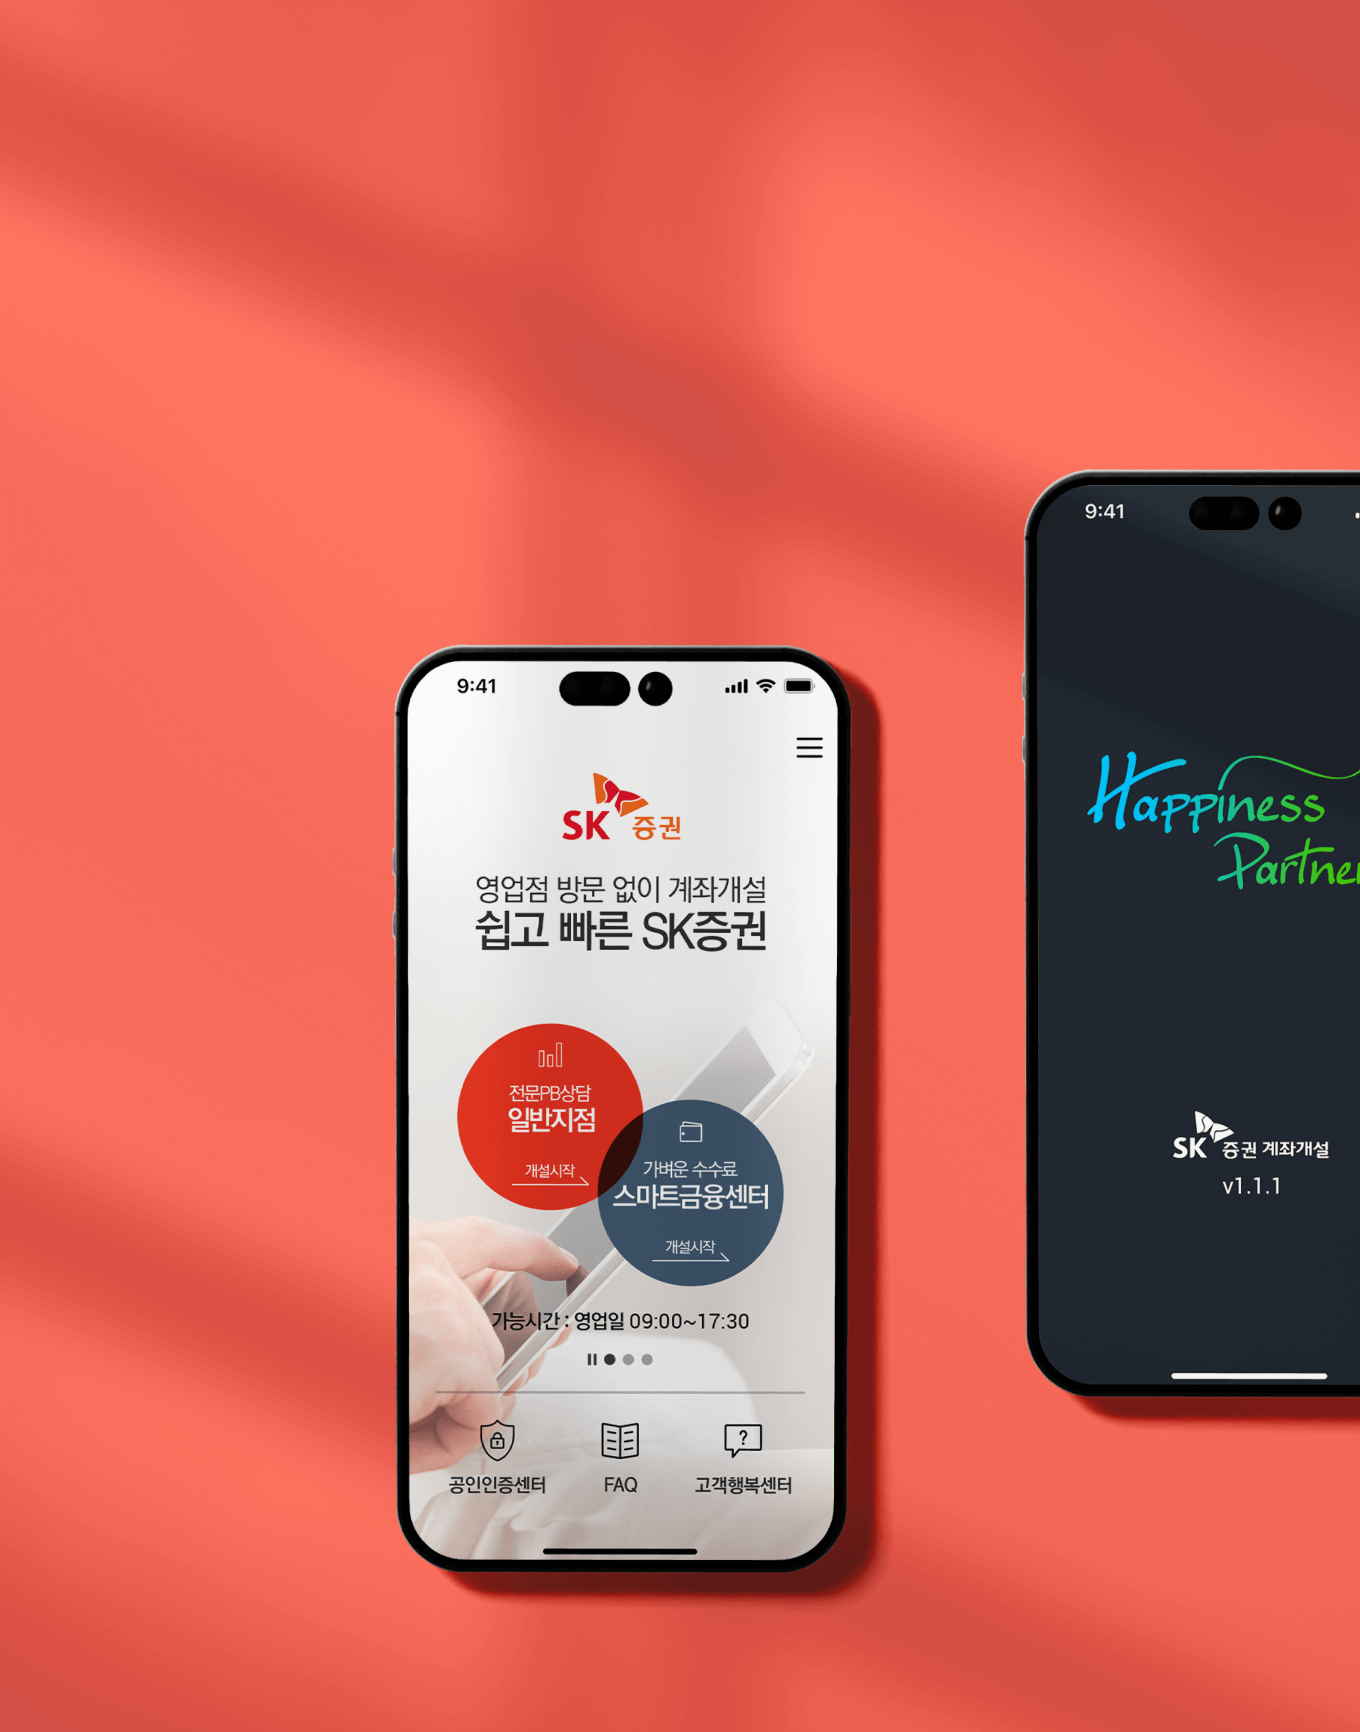 9:41
SK 증권
영업점 방문 없이 계좌개설
쉽고 빠른 SK증권
전문PB상담
일반지점
개설시작
가벼운 수수료
스마트금융센터
개설시작
가능시간 : 영업일 09:00~17:30
공인인증센터
FAQ
고객행복센터
9:41
Happiness
Partner
SK 증권 계좌개설
v1.1.1